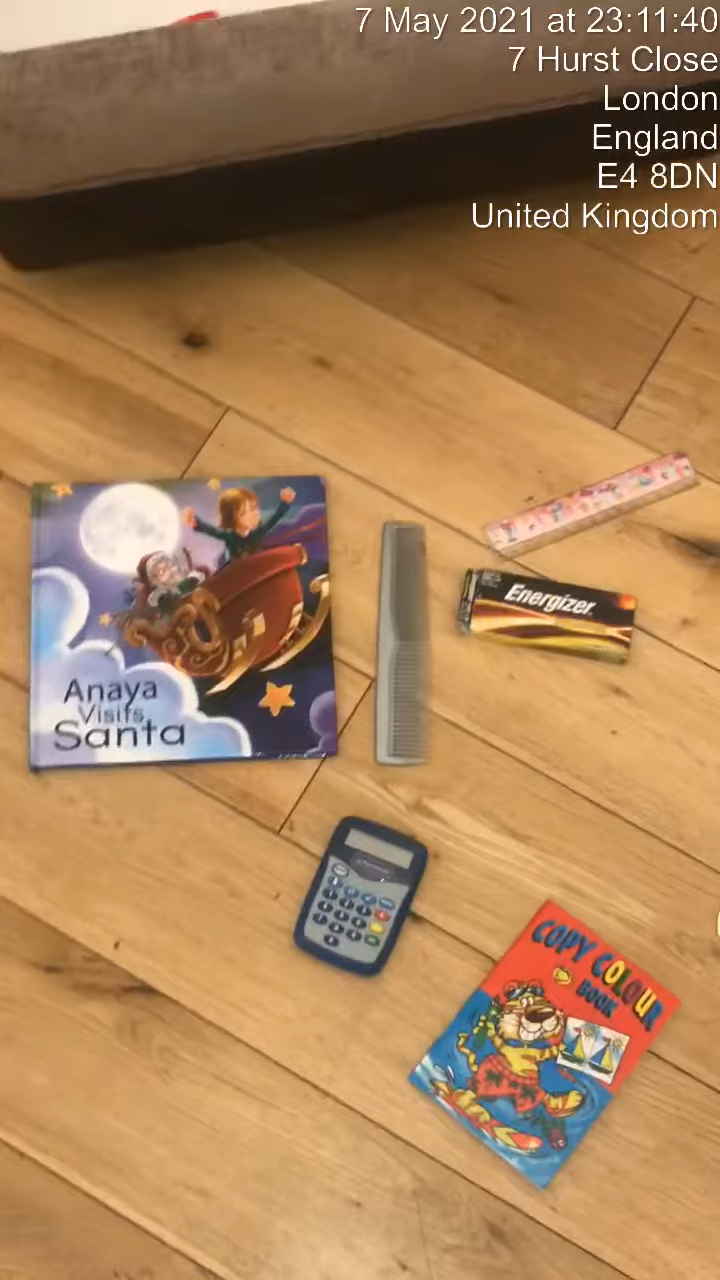 7 May 2021 at 23:11:40
7 Hurst Close
London
England
E4 8DN
United Kingdom
Anaya
Visits
Santa
Energizer
COPY COLOUR
BOOK